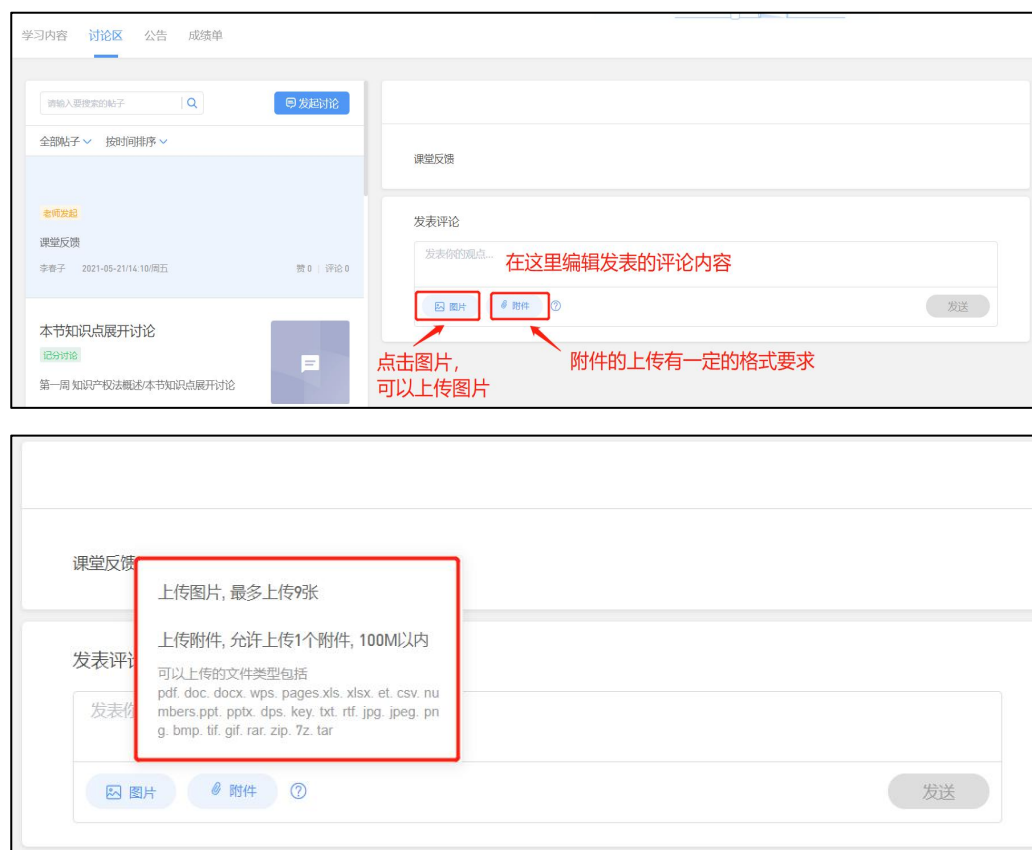 学习内容 讨论区 公告 成绩单
请输入要搜索的帖子 发起讨论
全部帖子 按时间排序
老师发起
课堂反馈
李春子 2021-05-21/14:10/周五 赞 0 评论 0
本节知识点展开讨论
记分讨论
第一周 知识产权法概述/本节知识点展开讨论
课堂反馈
发表评论
发表你的观点...
在这里编辑发表的评论内容
图片 附件 发送
点击图片，
可以上传图片
附件的上传有一定的格式要求
课堂反馈
上传图片, 最多上传9张
上传附件, 允许上传1个附件, 100M以内
可以上传的文件类型包括
pdf. doc. docx. wps. pages.xls. xlsx. et. csv. nu
mbers.ppt. pptx. dps. key. txt. rtf. jpg. jpeg. pn
g. bmp. tif. gif. rar. zip. 7z. tar
发表评
发表
图片 附件 发送